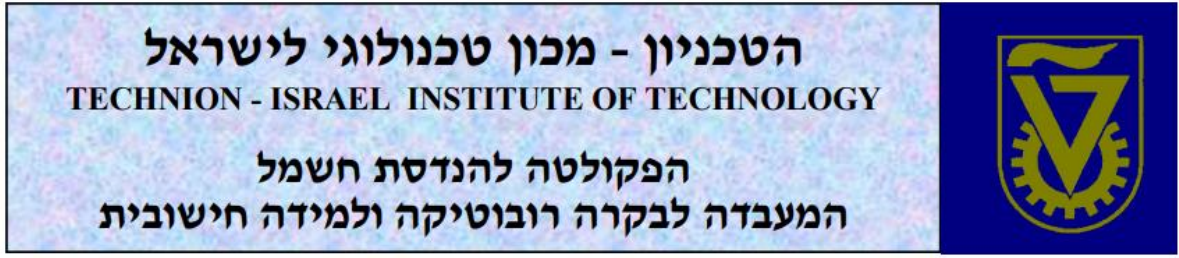 הטכניון - מכון טכנולוגי לישראל
TECHNION - ISRAEL INSTITUTE OF TECHNOLOGY
הפקולטה להנדסת חשמל
המעבדה לבקרה רובוטיקה ולמידה חישובית